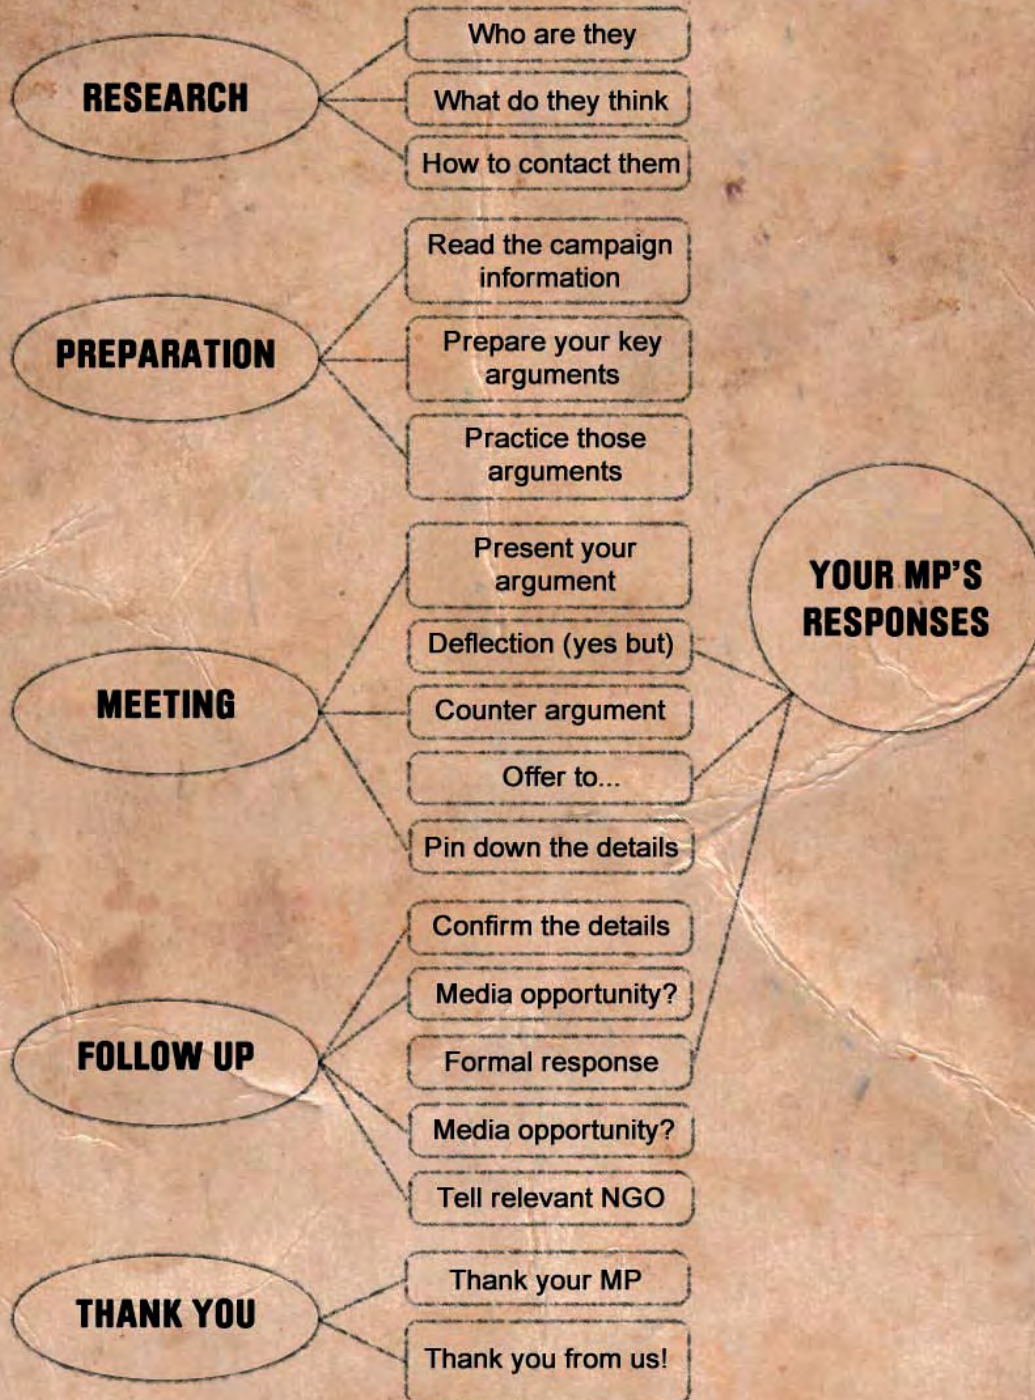 RESEARCH
Who are they
What do they think
How to contact them
PREPARATION
Read the campaign
information
Prepare your key
arguments
Practice those
arguments
MEETING
Present your
argument
Deflection (yes but)
Counter argument
Offer to...
Pin down the details
YOUR MP'S
RESPONSES
FOLLOW UP
Confirm the details
Media opportunity?
Formal response
Media opportunity?
Tell relevant NGO
THANK YOU
Thank your MP
Thank you from us!